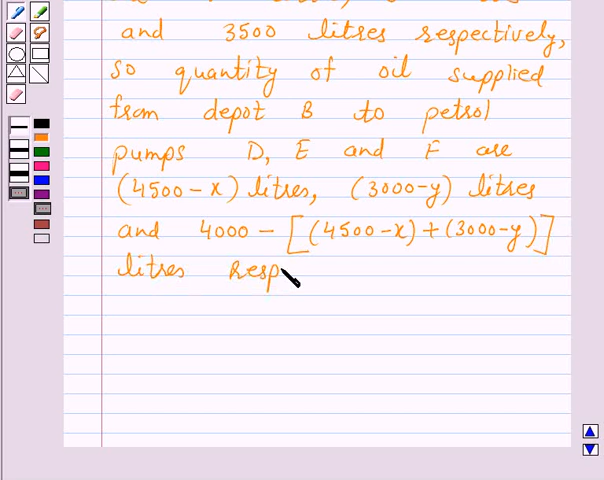 and 3500 litres respectively,
so quantity of oil supplied
from depot B to petrol
pumps D, E and F are
(4500-x) litres, (3000-y) litres
and 4000 - [(4500-x) + (3000-y)]
litres Resp